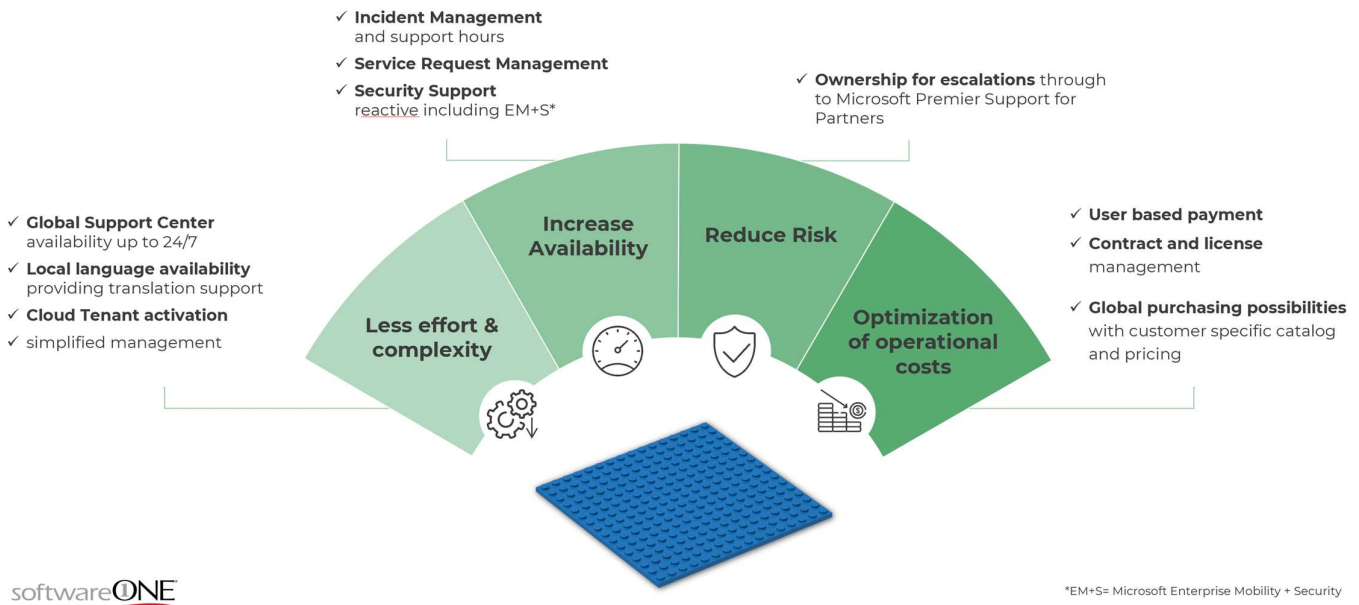 ✓ Incident Management
and support hours
✓ Service Request Management
✓ Security Support
reactive including EM+S*
✓ Ownership for escalations through
to Microsoft Premier Support for
Partners
✓ Global Support Center
availability up to 24/7
✓ Local language availability
providing translation support
✓ Cloud Tenant activation
✓ simplified management
Less effort &
complexity
Increase
Availability
Reduce Risk
Optimization
of operational
costs
✓ User based payment
✓ Contract and license
management
✓ Global purchasing possibilities
with customer specific catalog
and pricing
softwareONE
*EM+S= Microsoft Enterprise Mobility + Security